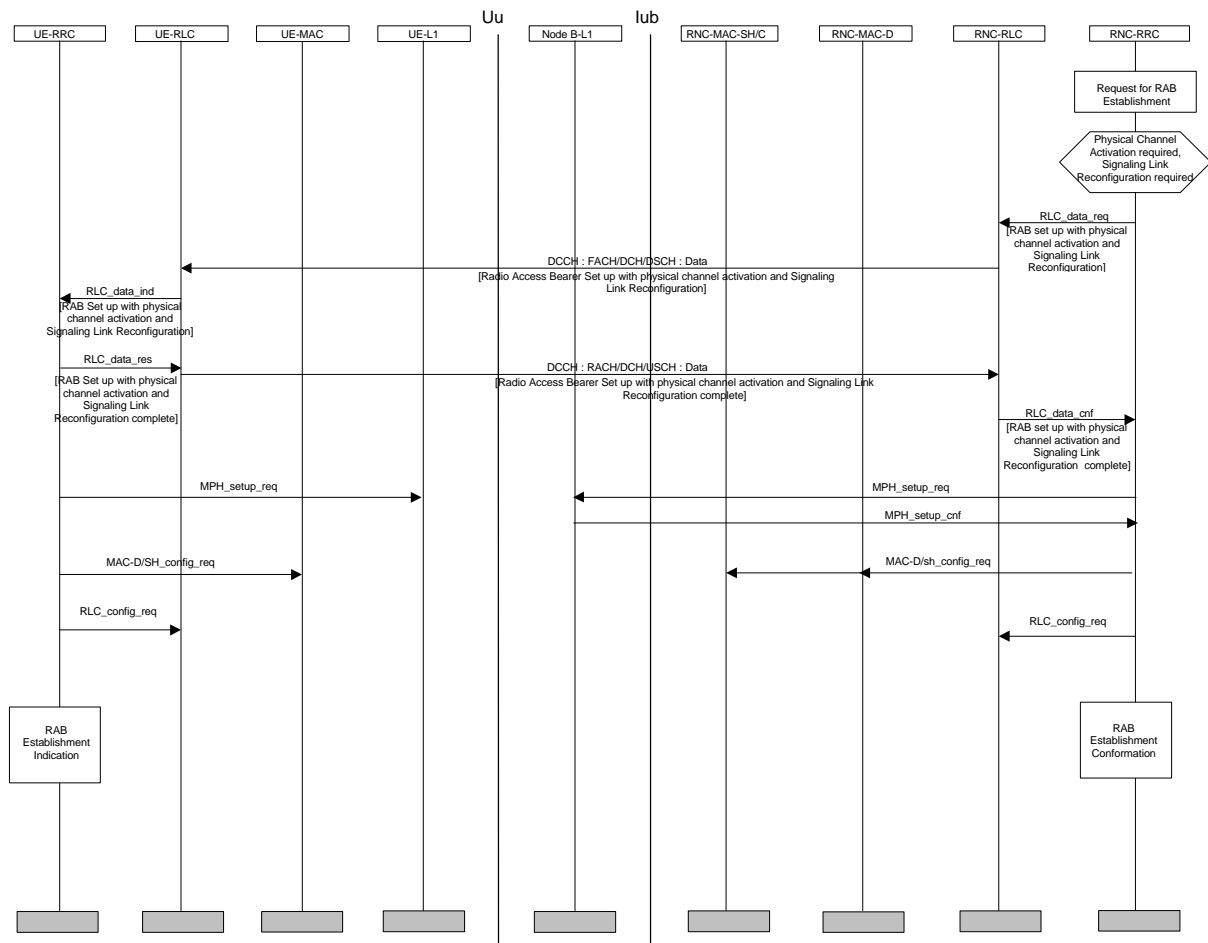 Uu
Iub
UE-RRC
UE-RLC
UE-MAC
UE-L1
Node B-L1
RNC-MAC-SH/C
RNC-MAC-D
RNC-RLC
RNC-RRC
Request for RAB
Establishment
Physical Channel
Activation required,
Signaling Link
Reconfiguration required
RLC_data_req
[RAB set up with physical
channel activation and
Signaling Link
Reconfiguration]
DCCH : FACH/DCH/DSCH : Data
[Radio Access Bearer Set up with physical channel activation and Signaling
Link Reconfiguration]
RLC_data_ind
[RAB Set up with physical
channel activation and
Signaling Link Reconfiguration]
RLC_data_res
[RAB Set up with physical
channel activation and
Signaling Link
Reconfiguration complete]
DCCH : RACH/DCH/USCH : Data
[Radio Access Bearer Set up with physical channel activation and Signaling Link
Reconfiguration complete]
RLC_data_cnf
[RAB set up with physical
channel activation and
Signaling Link
Reconfiguration complete]
MPH_setup_req
MPH_setup_req
MPH_setup_cnf
MAC-D/SH_config_req
MAC-D/sh_config_req
RLC_config_req
RLC_config_req
RAB
Establishment
Indication
RAB
Establishment
Conformation